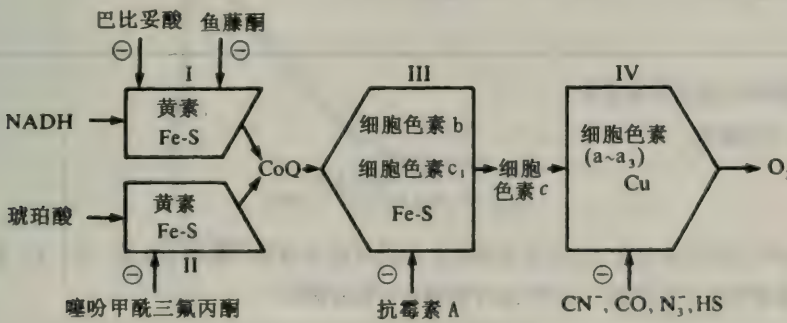 巴比妥酸 鱼藤酮
⊖ ⊖
I III IV
NADH 黄素 Fe-S
CoQ
细胞色素 b
细胞色素 c₁
Fe-S
细胞色素 c
细胞色素 (a~a₃) Cu
O₂
琥珀酸 黄素 Fe-S
II
⊖ ⊖ ⊖
噻吩甲酰三氟丙酮 抗霉素 A CN⁻, CO, N₃⁻, HS